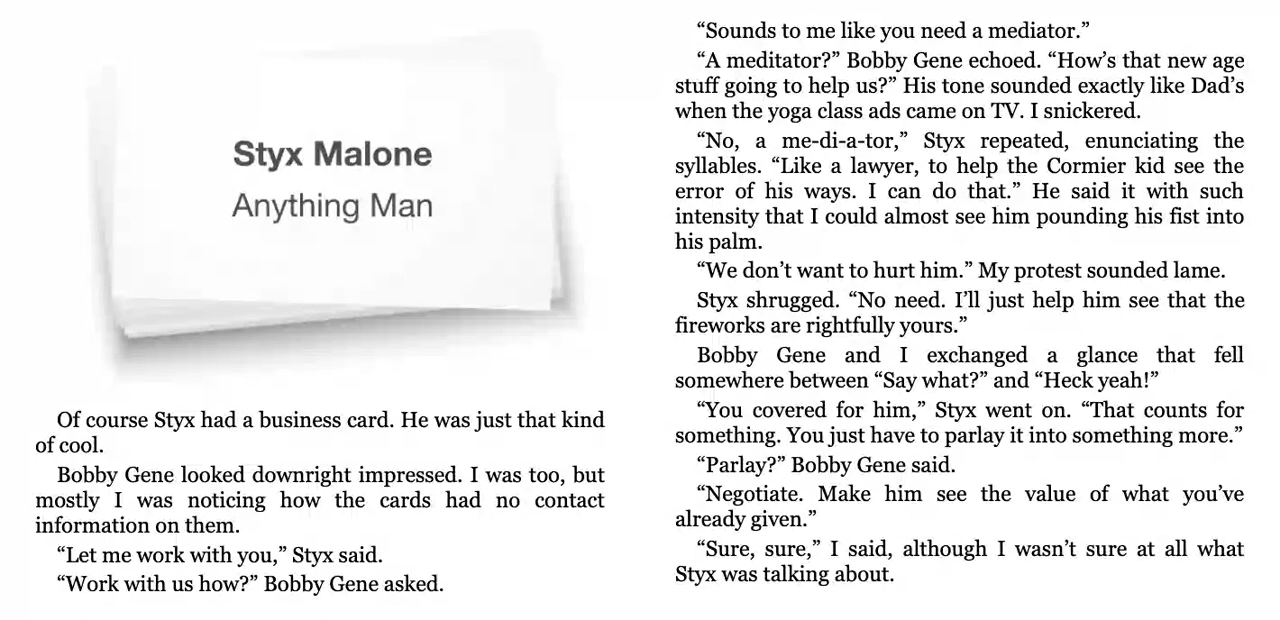 Styx Malone
Anything Man
Of course Styx had a business card. He was just that kind
of cool.
Bobby Gene looked downright impressed. I was too, but
mostly I was noticing how the cards had no contact
information on them.
“Let me work with you,” Styx said.
“Work with us how?” Bobby Gene asked.
“Sounds to me like you need a mediator.”
“A meditator?” Bobby Gene echoed. “How’s that new age
stuff going to help us?” His tone sounded exactly like Dad’s
when the yoga class ads came on TV. I snickered.
“No, a me-di-a-tor,” Styx repeated, enunciating the
syllables. “Like a lawyer, to help the Cormier kid see the
error of his ways. I can do that.” He said it with such
intensity that I could almost see him pounding his fist into
his palm.
“We don’t want to hurt him.” My protest sounded lame.
Styx shrugged. “No need. I’ll just help him see that the
fireworks are rightfully yours.”
Bobby Gene and I exchanged a glance that fell
somewhere between “Say what?” and “Heck yeah!”
“You covered for him,” Styx went on. “That counts for
something. You just have to parlay it into something more.”
“Parlay?” Bobby Gene said.
“Negotiate. Make him see the value of what you’ve
already given.”
“Sure, sure,” I said, although I wasn’t sure at all what
Styx was talking about.